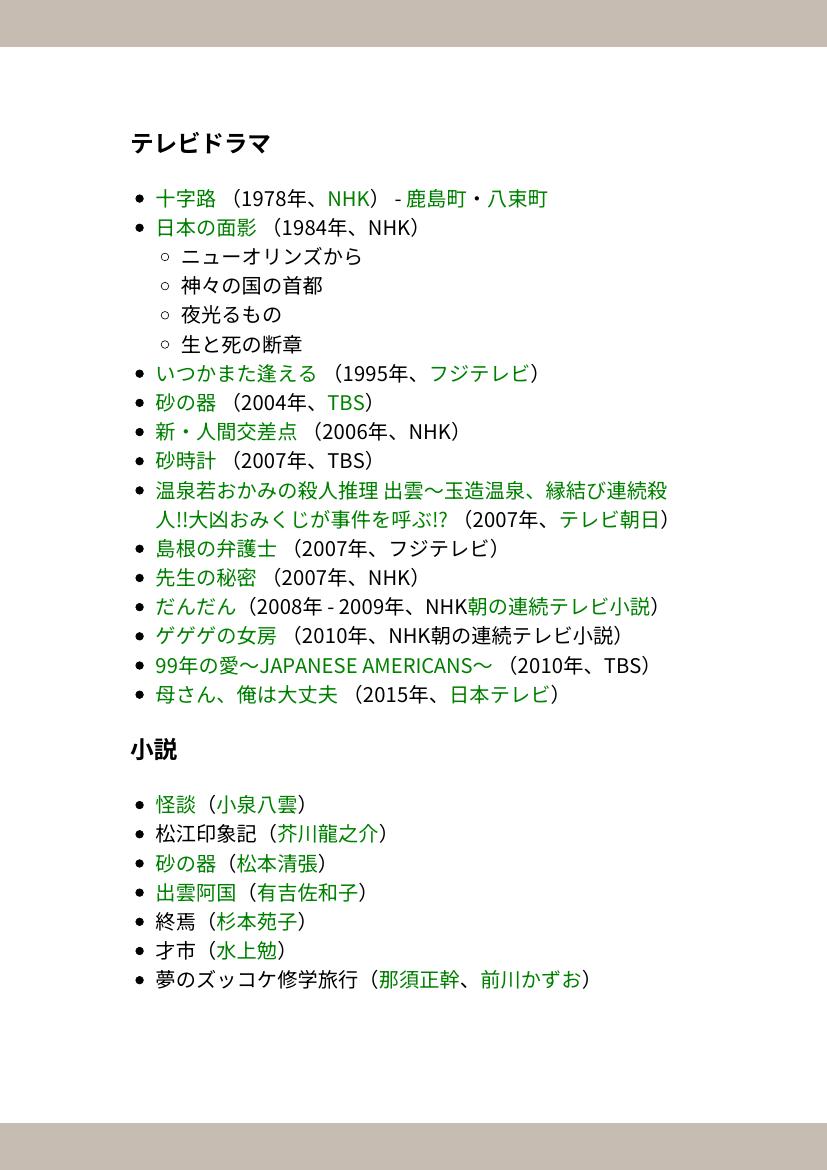 テレビドラマ
• 十字路 （1978年、NHK） - 鹿島町・八束町
• 日本の面影 （1984年、NHK）
◦ ニューオリンズから
◦ 神々の国の首都
◦ 夜光るもの
◦ 生と死の断章
• いつかまた逢える （1995年、フジテレビ）
• 砂の器 （2004年、TBS）
• 新・人間交差点 （2006年、NHK）
• 砂時計 （2007年、TBS）
• 温泉若おかみの殺人推理 出雲〜玉造温泉、縁結び連続殺
人!!大凶おみくじが事件を呼ぶ!? （2007年、テレビ朝日）
• 島根の弁護士 （2007年、フジテレビ）
• 先生の秘密 （2007年、NHK）
• だんだん（2008年 - 2009年、NHK朝の連続テレビ小説）
• ゲゲゲの女房 （2010年、NHK朝の連続テレビ小説）
• 99年の愛〜JAPANESE AMERICANS〜 （2010年、TBS）
• 母さん、俺は大丈夫 （2015年、日本テレビ）
小説
• 怪談（小泉八雲）
• 松江印象記（芥川龍之介）
• 砂の器（松本清張）
• 出雲阿国（有吉佐和子）
• 終焉（杉本苑子）
• 才市（水上勉）
• 夢のズッコケ修学旅行（那須正幹、前川かずお）